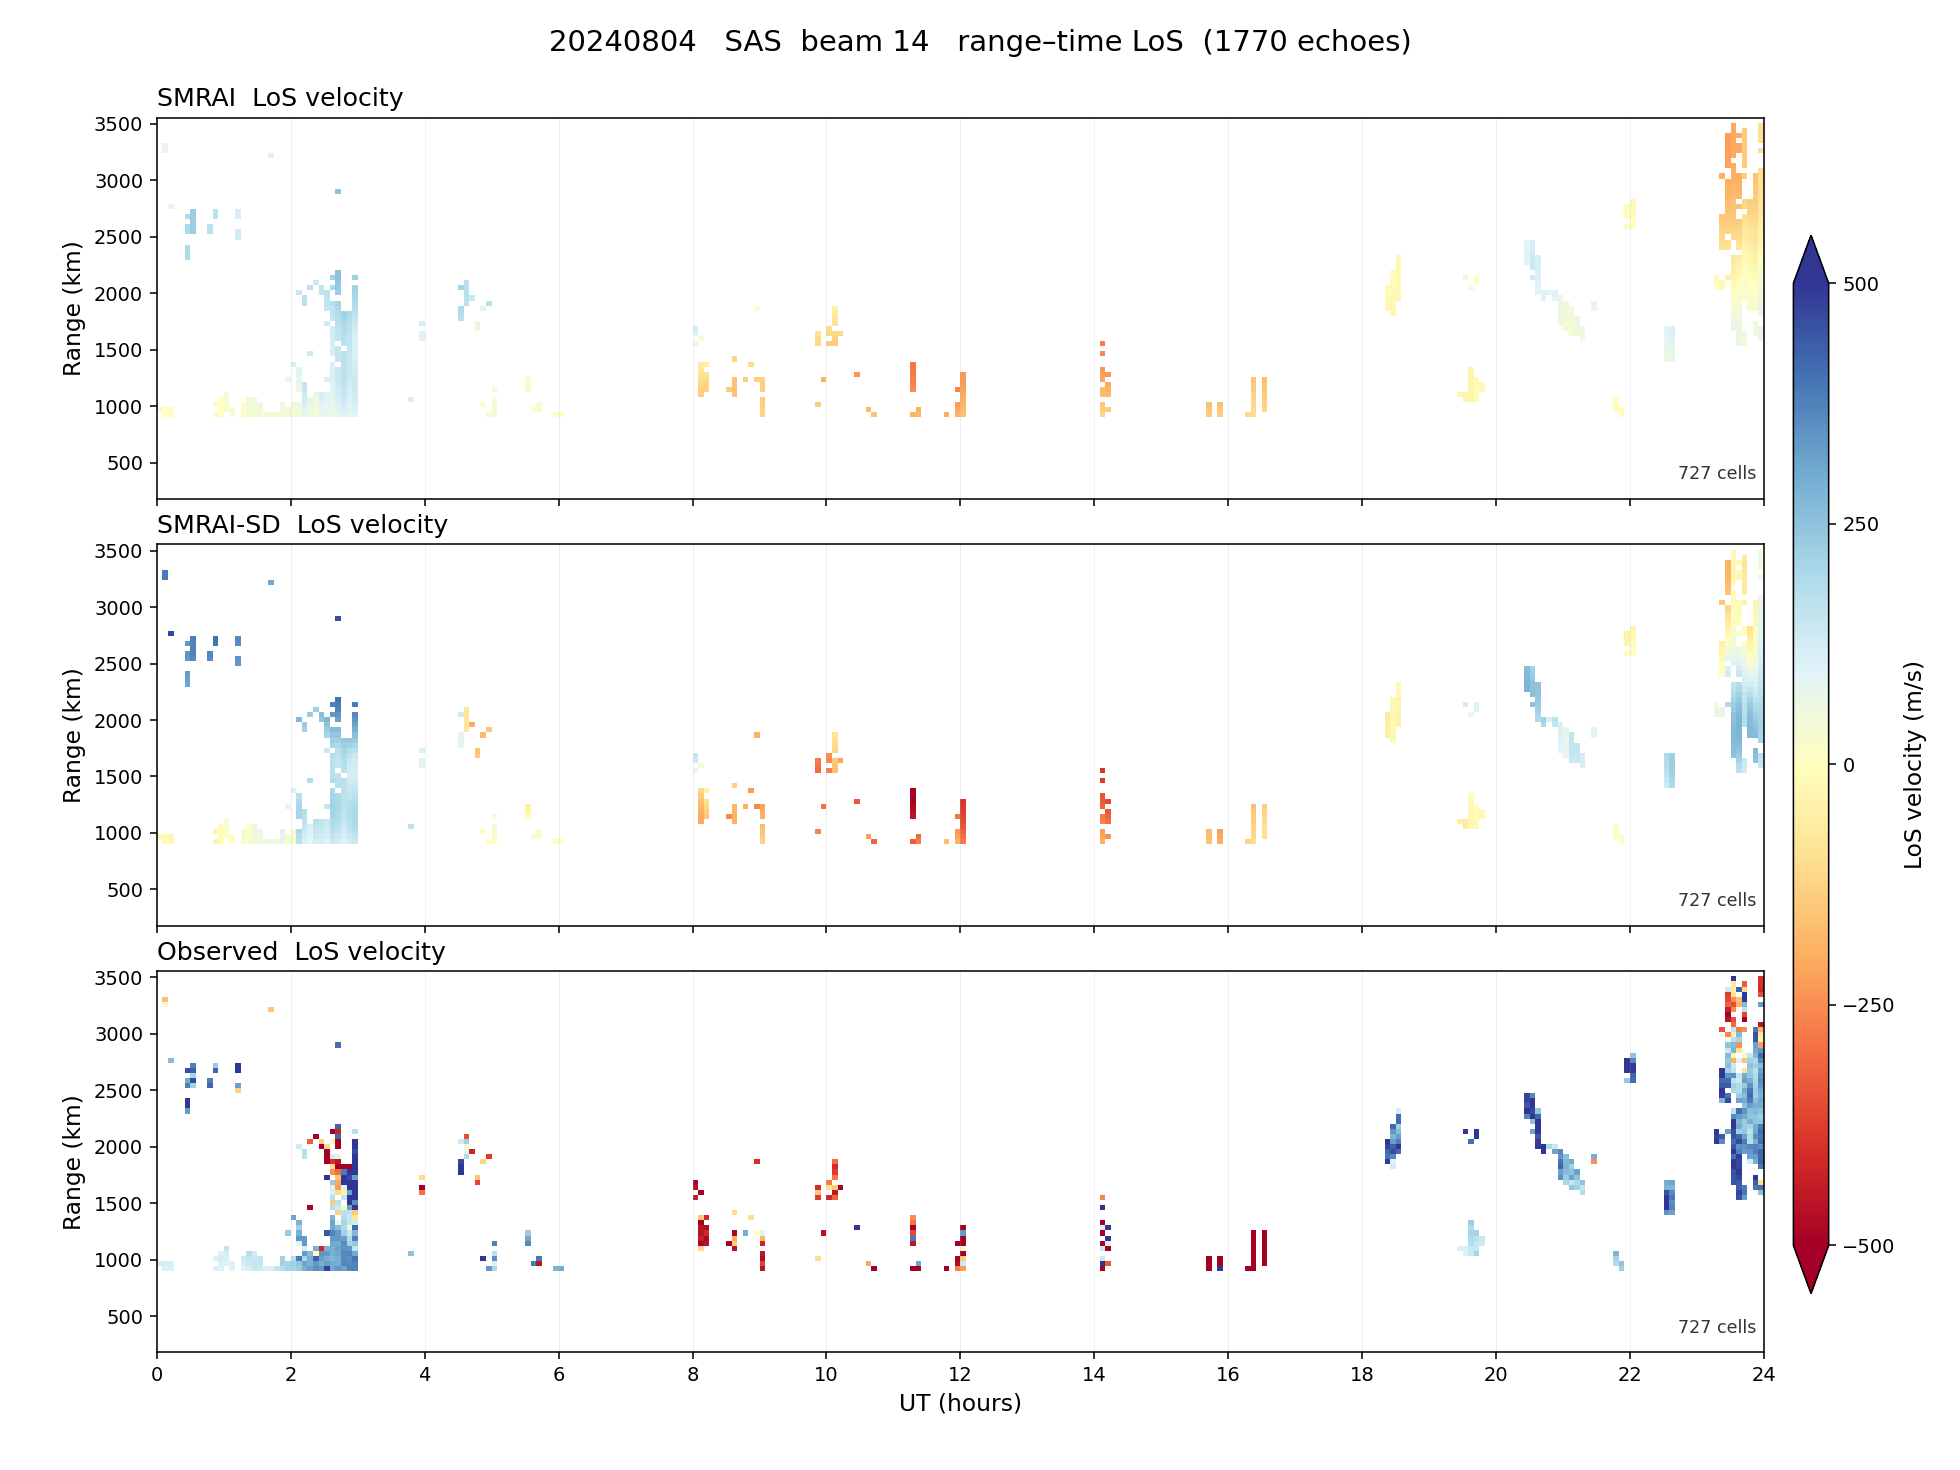 20240804 SAS beam 14 range–time LoS (1770 echoes)
SMRAI LoS velocity
3500
3000
2500
2000
1500
1000
500
Range (km)
727 cells
SMRAI-SD LoS velocity
3500
3000
2500
2000
1500
1000
500
Range (km)
727 cells
Observed LoS velocity
3500
3000
2500
2000
1500
1000
500
Range (km)
727 cells
0 2 4 6 8 10 12 14 16 18 20 22 24
UT (hours)
500
250
0
−250
−500
LoS velocity (m/s)